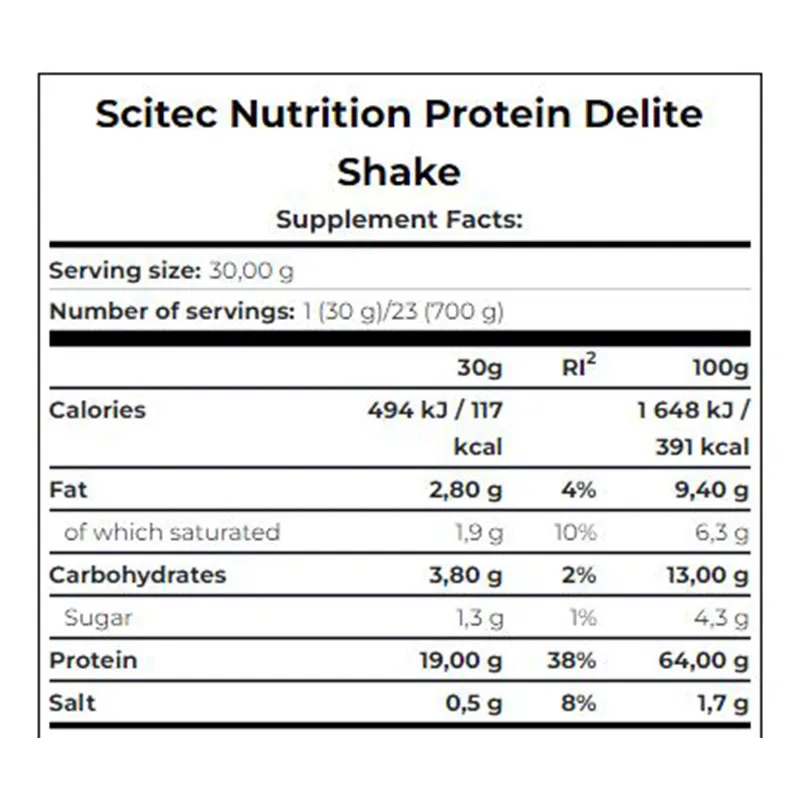 Scitec Nutrition Protein Delite
Shake
Supplement Facts:
Serving size: 30,00 g
Number of servings: 1 (30 g)/23 (700 g)
30g RI² 100g
Calories 494 kJ / 117 1 648 kJ /
kcal 391 kcal
Fat 2,80 g 4% 9,40 g
of which saturated 1,9 g 10% 6,3 g
Carbohydrates 3,80 g 2% 13,00 g
Sugar 1,3 g 1% 4,3 g
Protein 19,00 g 38% 64,00 g
Salt 0,5 g 8% 1,7 g